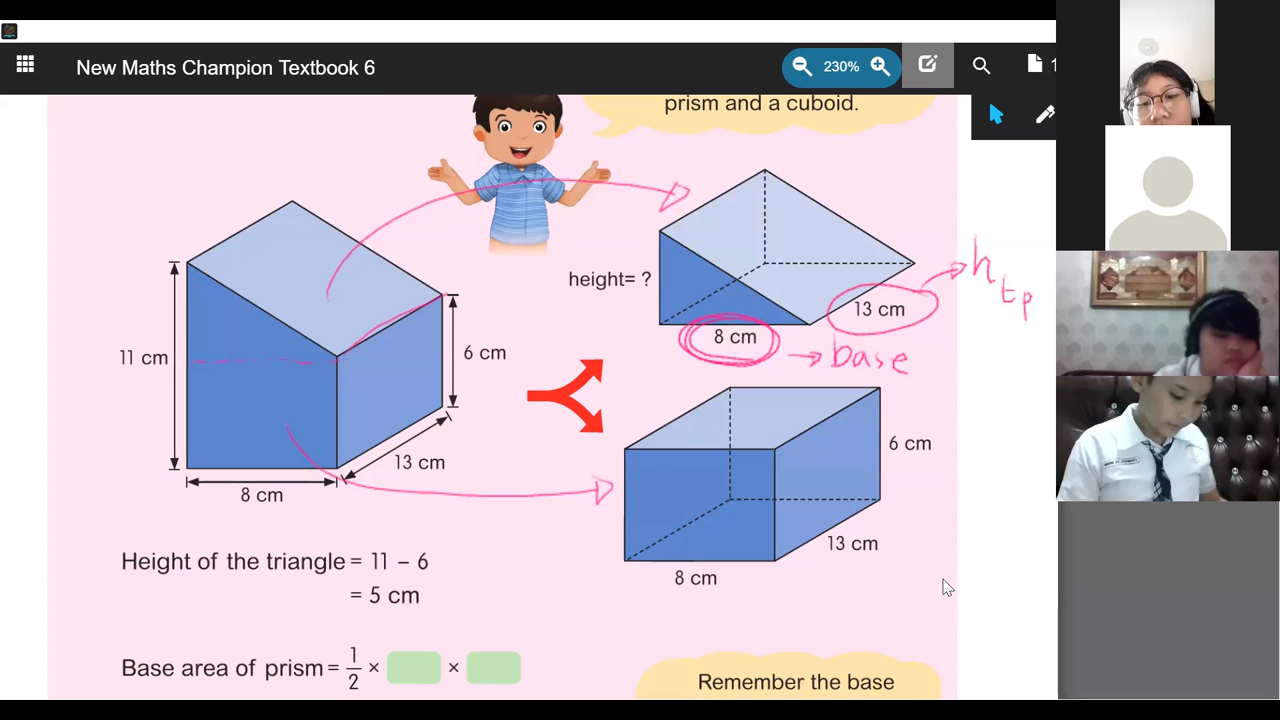 New Maths Champion Textbook 6
230%
1
prism and a cuboid.
height= ?
13 cm
h
tp
8 cm
base
11 cm
6 cm
13 cm
8 cm
6 cm
13 cm
8 cm
Height of the triangle = 11 – 6
= 5 cm
Base area of prism = 1/2 × ×
Remember the base